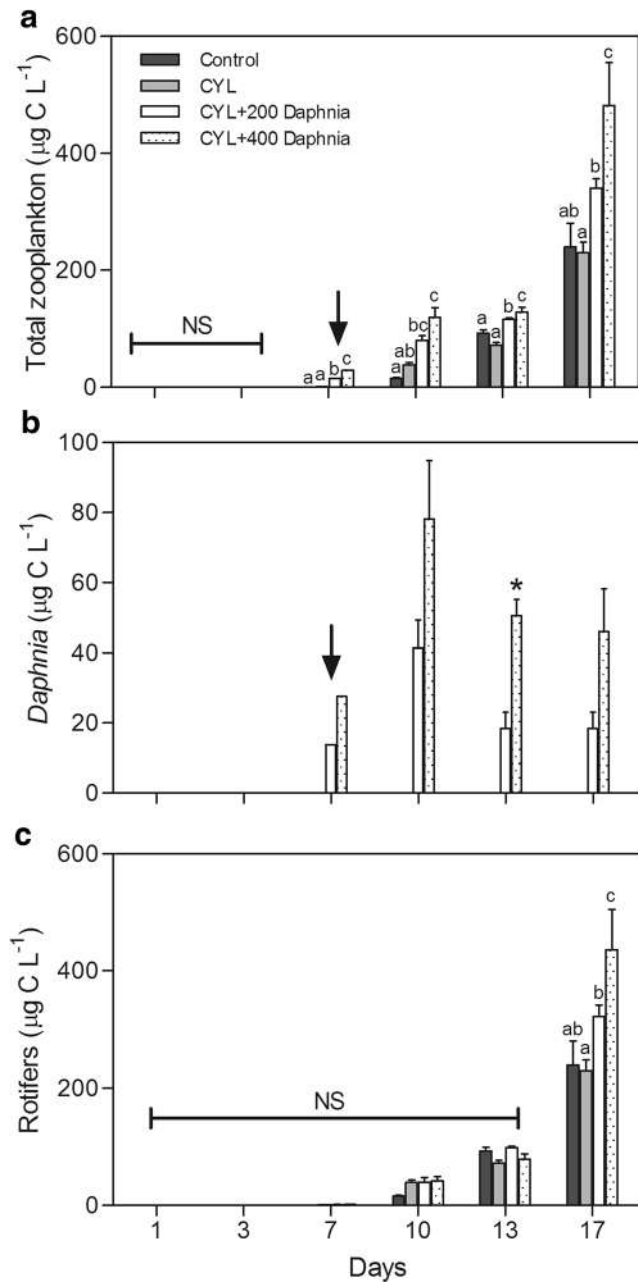 a
Total zooplankton (µg C L⁻¹)
600
400
200
0
Control
CYL
CYL+200 Daphnia
CYL+400 Daphnia
NS
a a b c
a ab bc c
a a b c
ab a b c
b
Daphnia (µg C L⁻¹)
100
80
60
40
20
0
*
c
Rotifers (µg C L⁻¹)
600
400
200
0
NS
ab a b c
1 3 7 10 13 17
Days